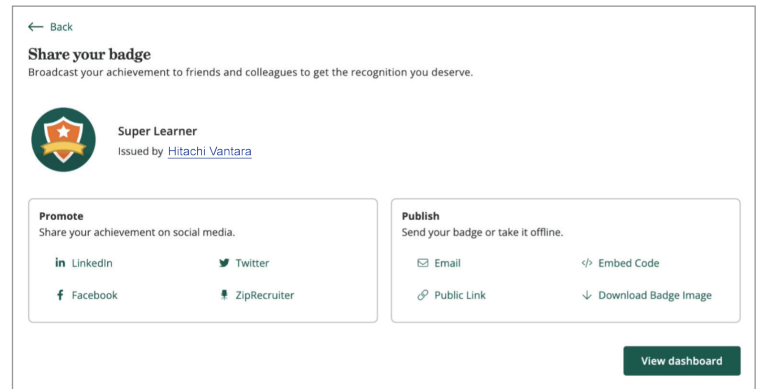 Back
Share your badge
Broadcast your achievement to friends and colleagues to get the recognition you deserve.
Super Learner
Issued by Hitachi Vantara
Promote
Share your achievement on social media.
LinkedIn
Twitter
Facebook
ZipRecruiter
Publish
Send your badge or take it offline.
Email
Embed Code
Public Link
Download Badge Image
View dashboard